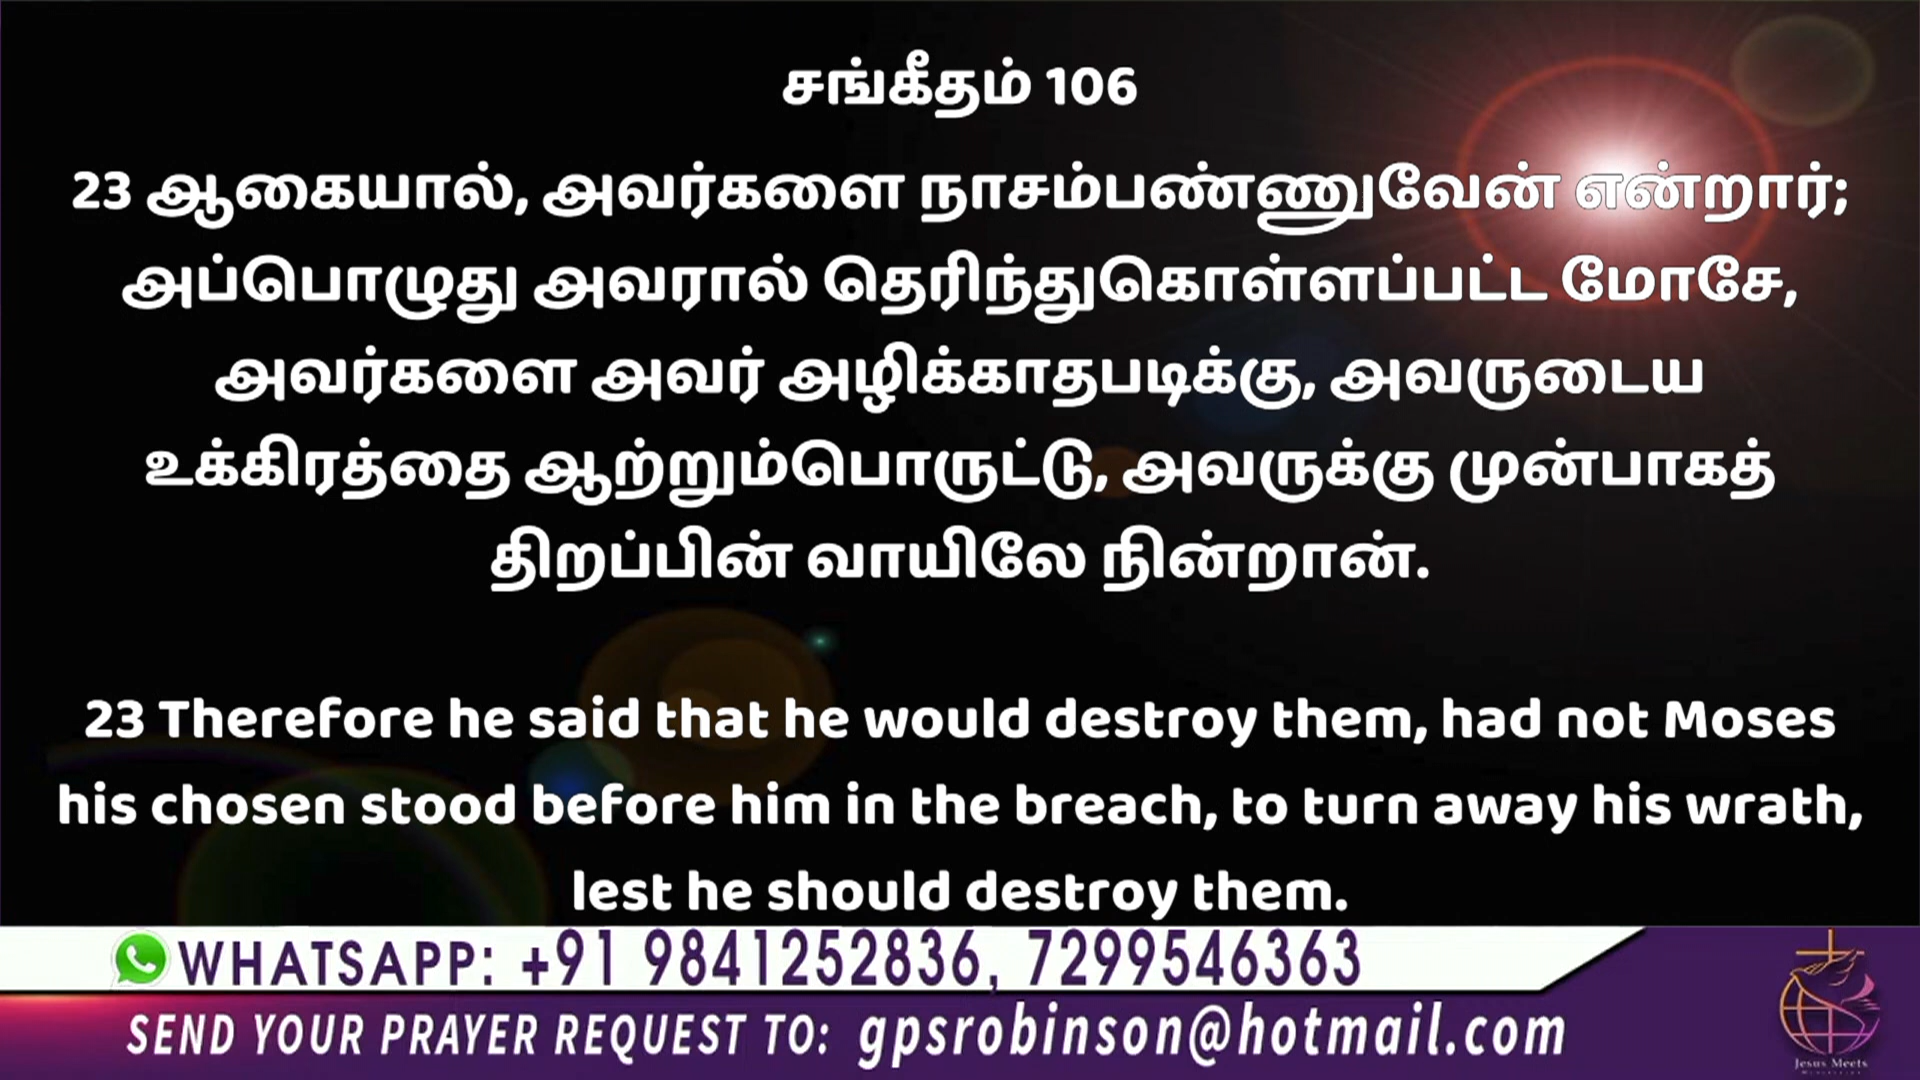 சங்கீதம் 106
23 ஆகையால், அவர்களை நாசம்பண்ணுவேன் என்றார்;
அப்பொழுது அவரால் தெரிந்துகொள்ளப்பட்ட மோசே,
அவர்களை அவர் அழிக்காதபடிக்கு, அவருடைய
உக்கிரத்தை ஆற்றும்பொருட்டு, அவருக்கு முன்பாகத்
திறப்பின் வாயிலே நின்றான்.
23 Therefore he said that he would destroy them, had not Moses
his chosen stood before him in the breach, to turn away his wrath,
lest he should destroy them.
WHATSAPP: +91 9841252836, 7299546363
SEND YOUR PRAYER REQUEST TO: gpsrobinson@hotmail.com
Jesus Meets